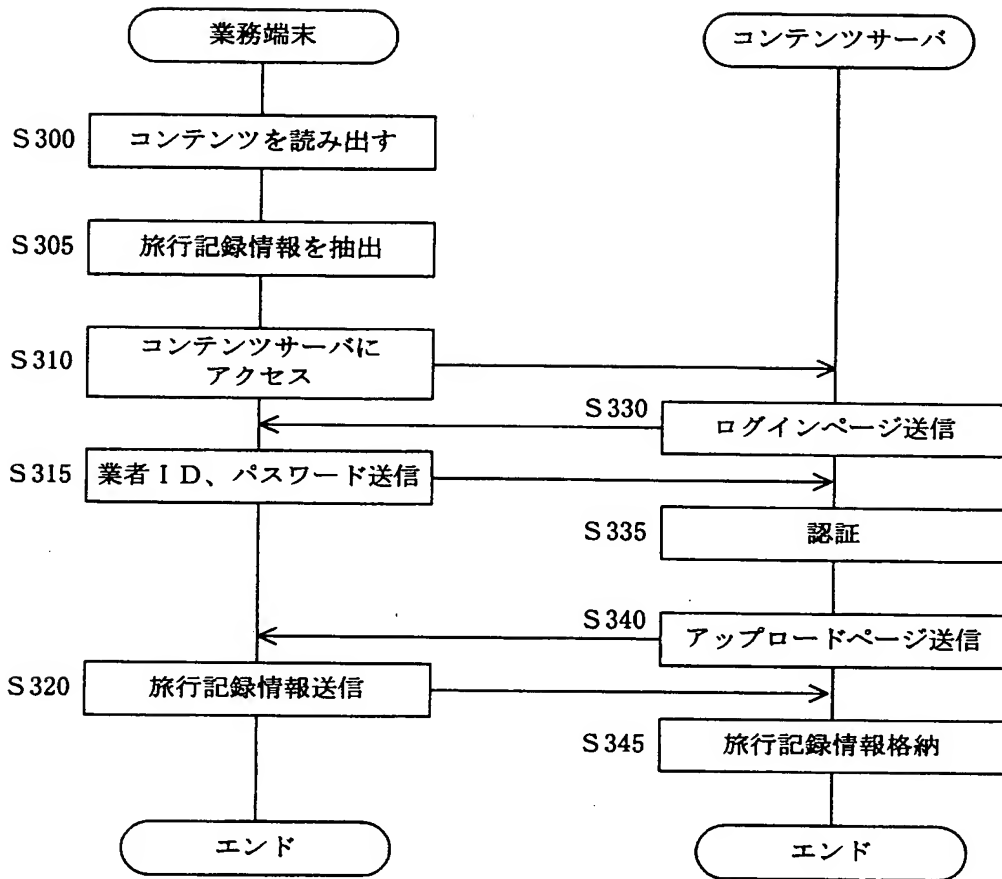 業務端末
コンテンツサーバ
S300
コンテンツを読み出す
S305
旅行記録情報を抽出
S310
コンテンツサーバに
アクセス
S330
ログインページ送信
S315
業者ID、パスワード送信
S335
認証
S340
アップロードページ送信
S320
旅行記録情報送信
S345
旅行記録情報格納
エンド
エンド